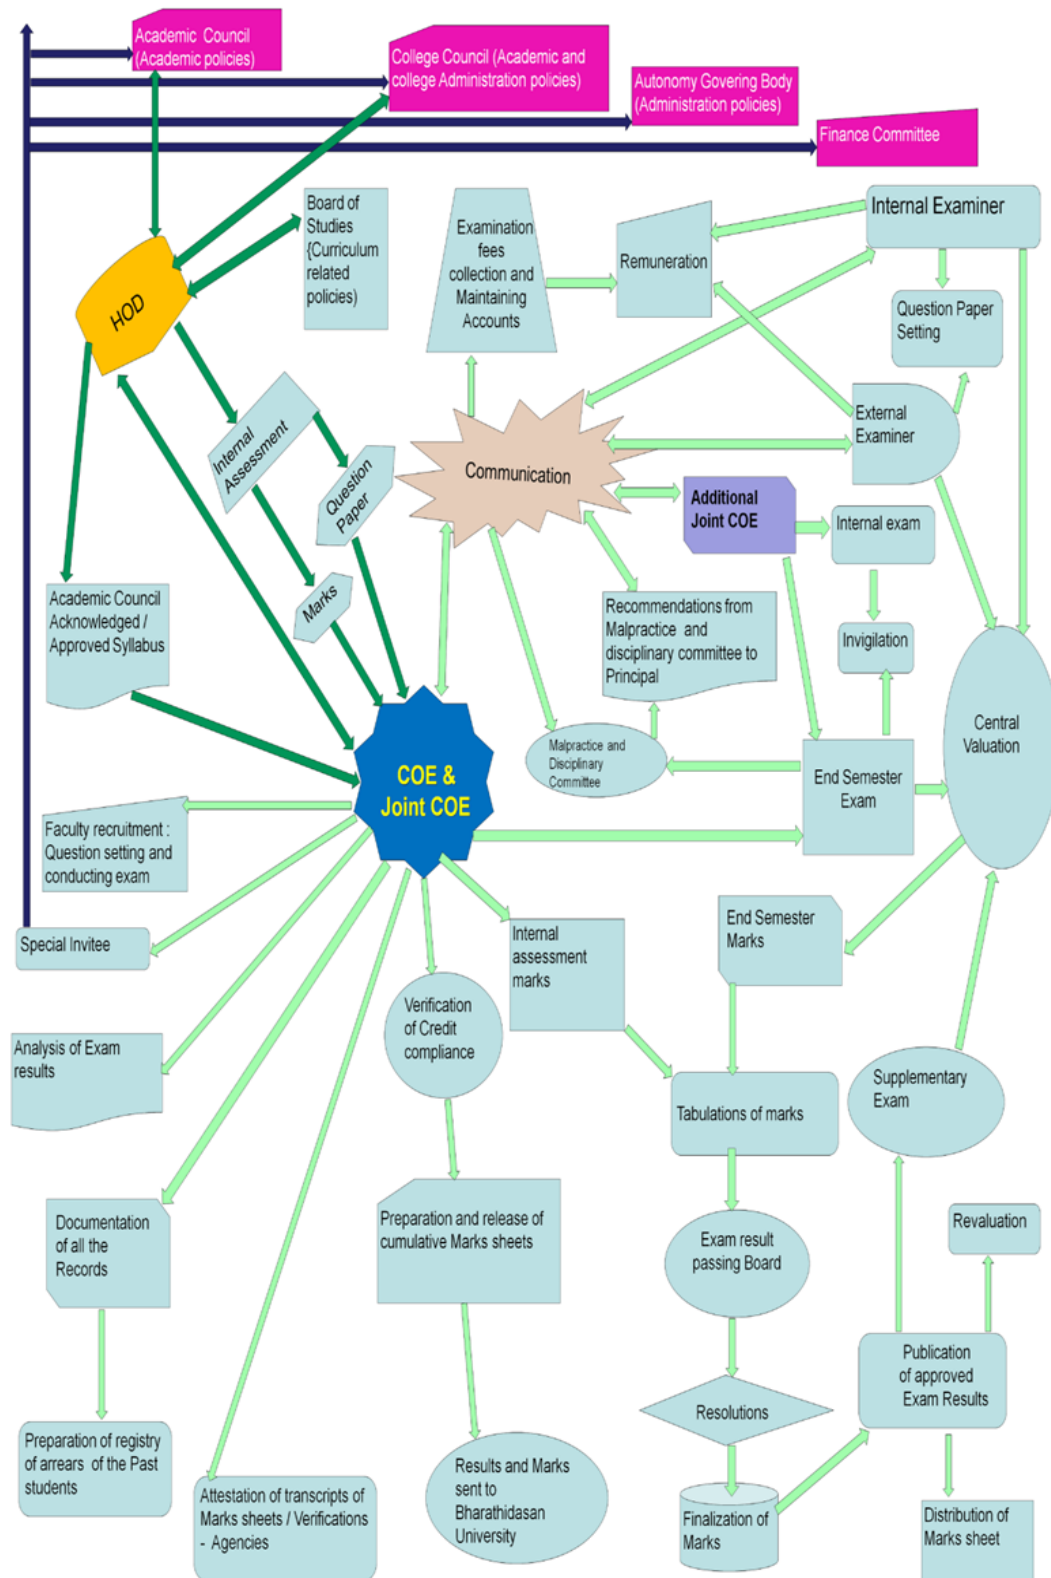 Academic Council
(Academic policies)
College Council (Academic and
college Administration policies)
Autonomy Govering Body
(Administration policies)
Finance Committee
Board of
Studies
{Curriculum
related
policies)
Examination
fees
collection and
Maintaining
Accounts
Remuneration
Internal Examiner
Question Paper
Setting
HOD
Internal
Assessment
Question
Paper
Marks
Communication
External
Examiner
Additional
Joint COE
Internal exam
Invigilation
Academic Council
Acknowledged /
Approved Syllabus
Recommendations from
Malpractice and
disciplinary committee to
Principal
Malpractice and
Disciplinary
Committee
Central
Valuation
COE &
Joint COE
End Semester
Exam
Faculty recruitment :
Question setting and
conducting exam
Special Invitee
Internal
assessment
marks
End Semester
Marks
Verification
of Credit
compliance
Analysis of Exam
results
Supplementary
Exam
Tabulations of marks
Documentation
of all the
Records
Preparation and release of
cumulative Marks sheets
Exam result
passing Board
Revaluation
Publication
of approved
Exam Results
Resolutions
Preparation of registry
of arrears of the Past
students
Attestation of transcripts of
Marks sheets / Verifications
- Agencies
Results and Marks
sent to
Bharathidasan
University
Finalization of
Marks
Distribution of
Marks sheet